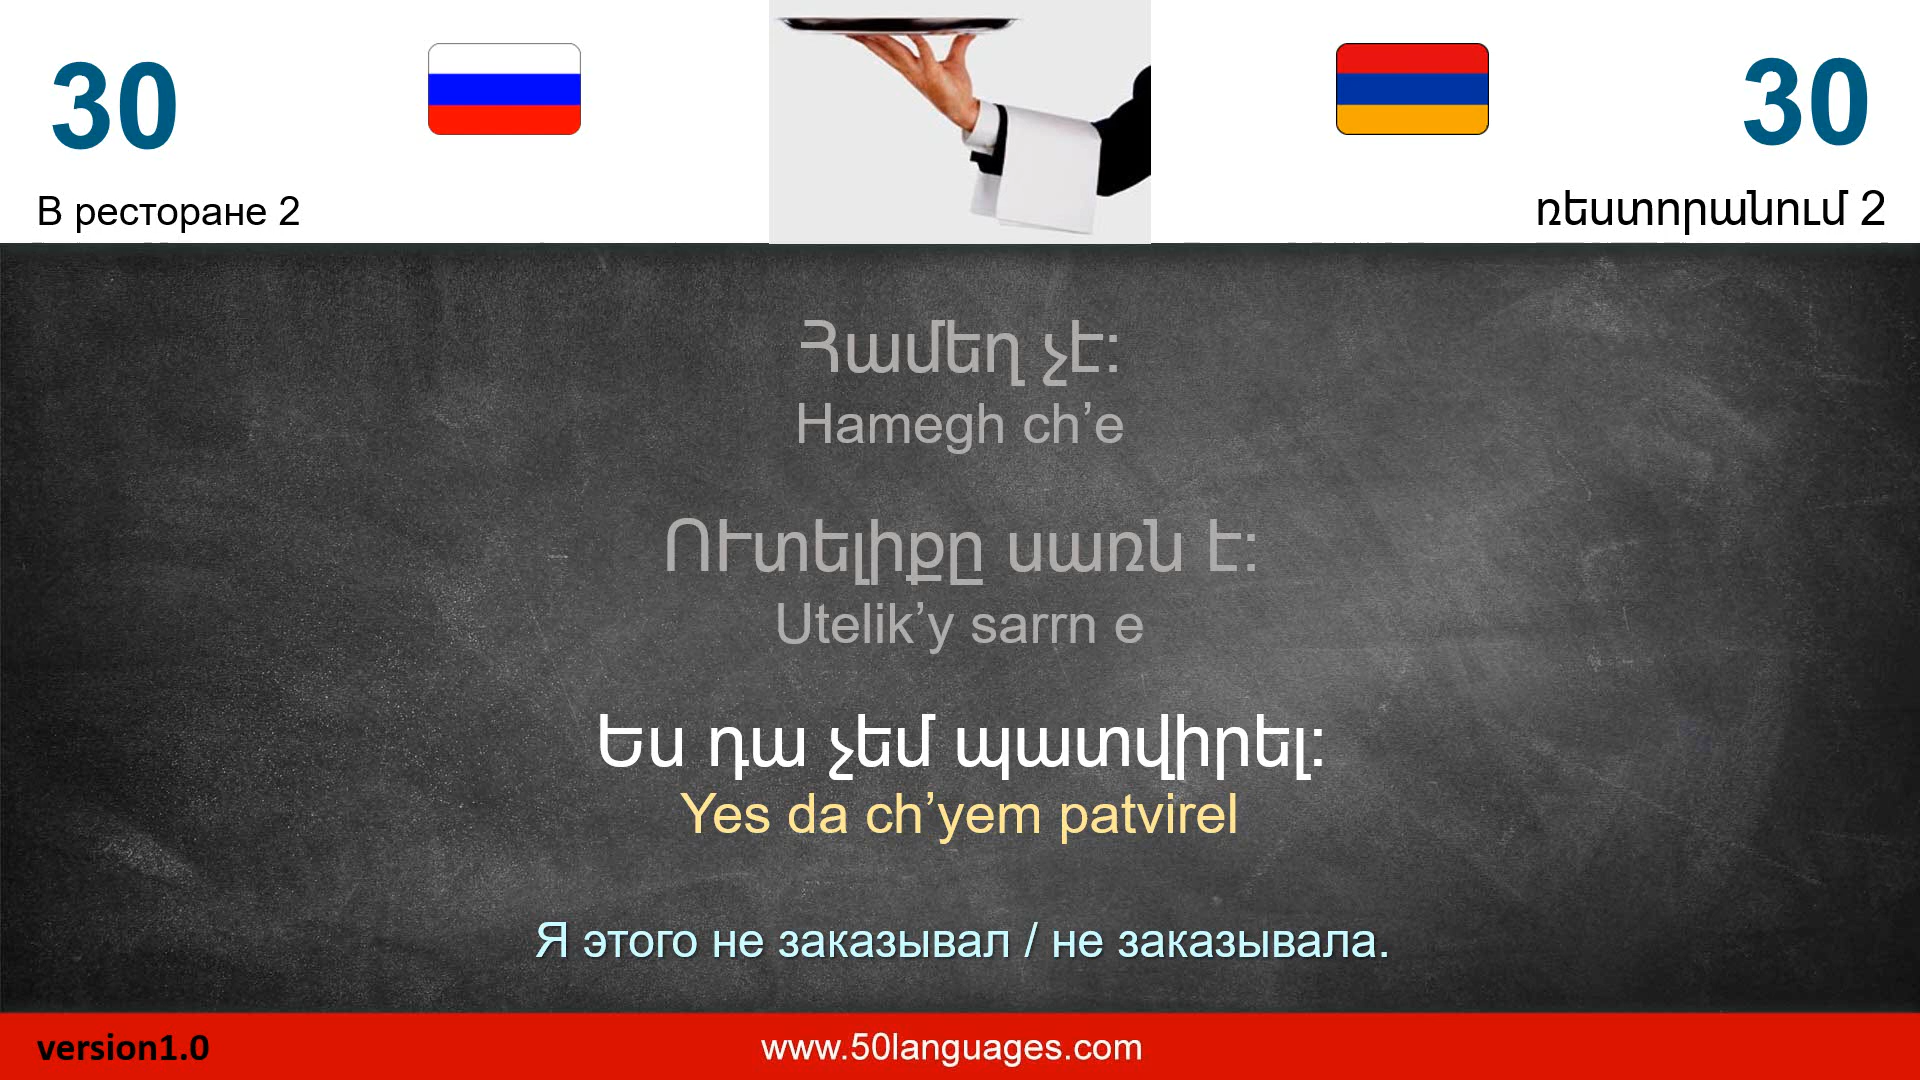 30
30
В ресторане 2
ռեստորանում 2
Համեղ չէ:
Hamegh ch’e
ՈՒտելիքը սառն է:
Utelik’y sarrn e
Ես դա չեմ պատվիրել:
Yes da ch’yem patvirel
Я этого не заказывал / не заказывала.
version1.0
www.50languages.com